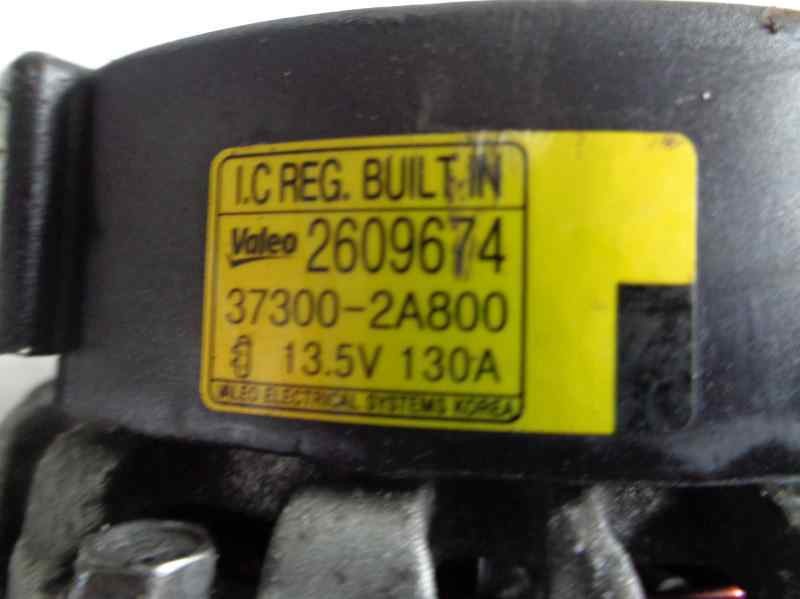 I.C REG. BUILT-IN
Valeo 2609674
37300-2A800
13.5V 130A
VALEO ELECTRICAL SYSTEMS KOREA